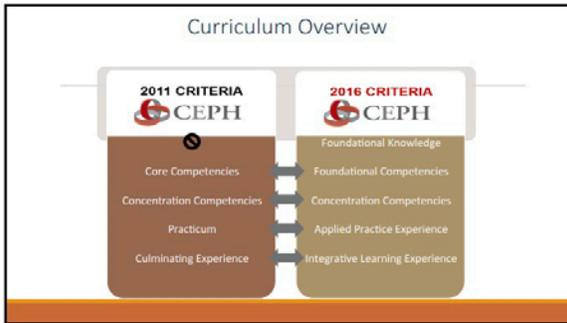 Curriculum Overview
2011 CRITERIA
CEPH
Core Competencies
Concentration Competencies
Practicum
Culminating Experience
2016 CRITERIA
CEPH
Foundational Knowledge
Foundational Competencies
Concentration Competencies
Applied Practice Experience
Integrative Learning Experience